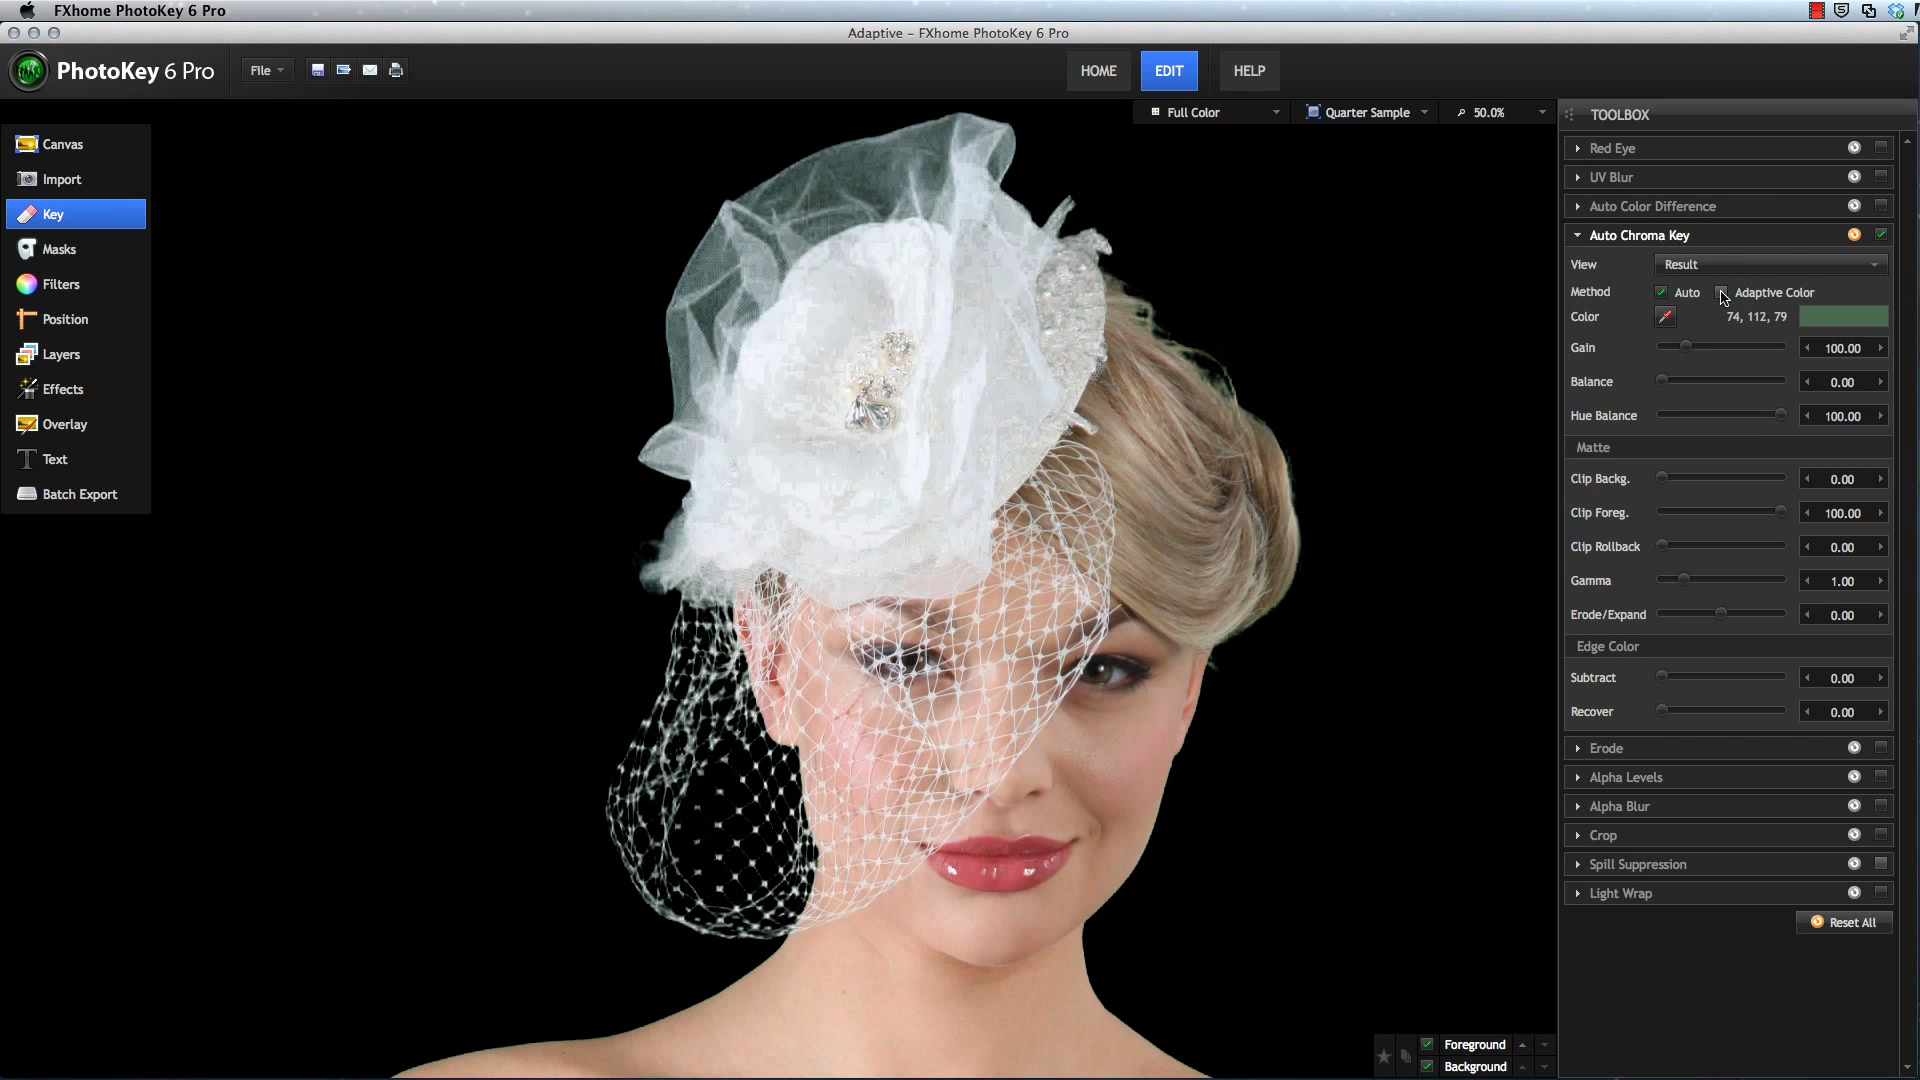 FXhome PhotoKey 6 Pro
Adaptive – FXhome PhotoKey 6 Pro
PhotoKey 6 Pro
File
HOME
EDIT
HELP
Full Color
Quarter Sample
50.0%
Canvas
Import
Key
Masks
Filters
Position
Layers
Effects
Overlay
Text
Batch Export
TOOLBOX
Red Eye
UV Blur
Auto Color Difference
Auto Chroma Key
View Result
Method Auto Adaptive Color
Color 74, 112, 79
Gain 100.00
Balance 0.00
Hue Balance 100.00
Matte
Clip Backg. 0.00
Clip Foreg. 100.00
Clip Rollback 0.00
Gamma 1.00
Erode/Expand 0.00
Edge Color
Subtract 0.00
Recover 0.00
Erode
Alpha Levels
Alpha Blur
Crop
Spill Suppression
Light Wrap
Reset All
Foreground
Background